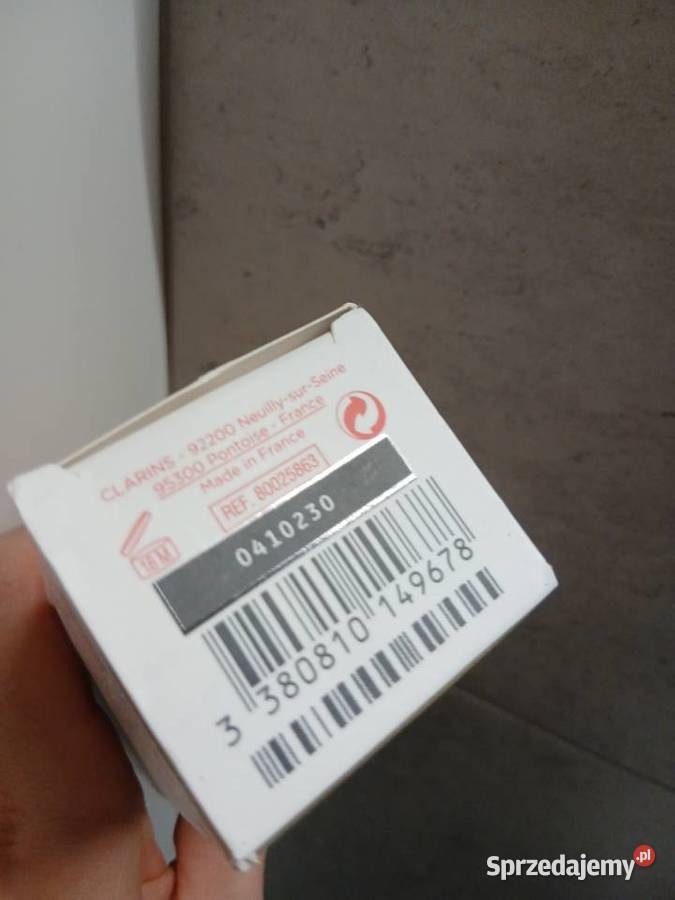 CLARINS - 92200 Neuilly-sur-Seine
95300 Pontoise - France
Made in France
REF. 80025863
18 M
0410230
3 380810 149678
Sprzedajemy.pl